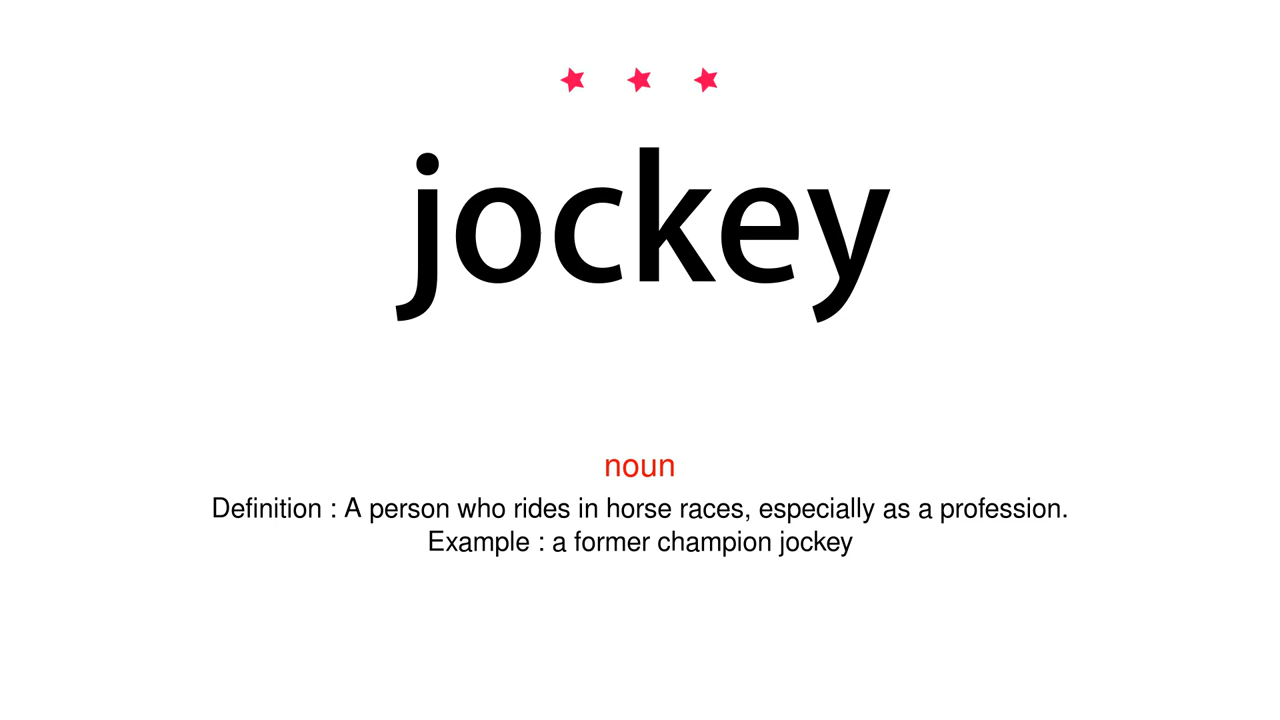 jockey
noun
Definition : A person who rides in horse races, especially as a profession.
Example : a former champion jockey